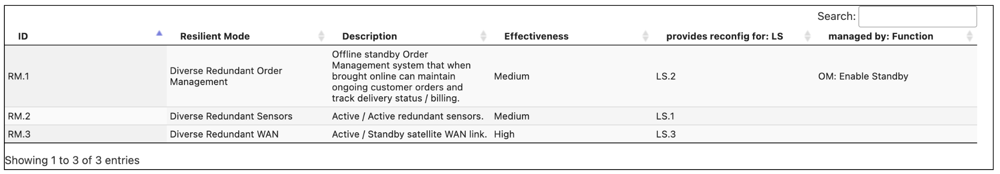 Search:
ID Resilient Mode Description Effectiveness provides reconfig for: LS managed by: Function
RM.1 Diverse Redundant Order Management Offline standby Order Management system that when brought online can maintain ongoing customer orders and track delivery status / billing. Medium LS.2 OM: Enable Standby
RM.2 Diverse Redundant Sensors Active / Active redundant sensors. Medium LS.1
RM.3 Diverse Redundant WAN Active / Standby satellite WAN link. High LS.3
Showing 1 to 3 of 3 entries